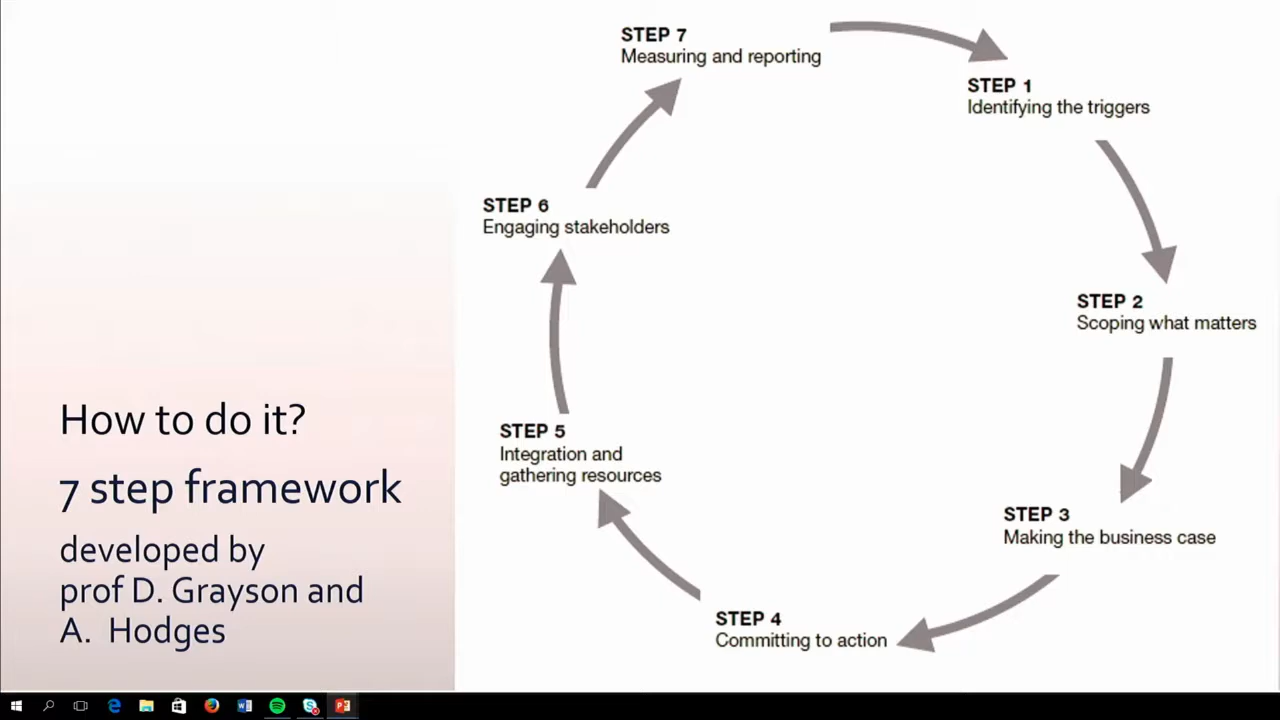 How to do it?
7 step framework
developed by
prof D. Grayson and
A. Hodges
STEP 1
Identifying the triggers
STEP 2
Scoping what matters
STEP 3
Making the business case
STEP 4
Committing to action
STEP 5
Integration and
gathering resources
STEP 6
Engaging stakeholders
STEP 7
Measuring and reporting